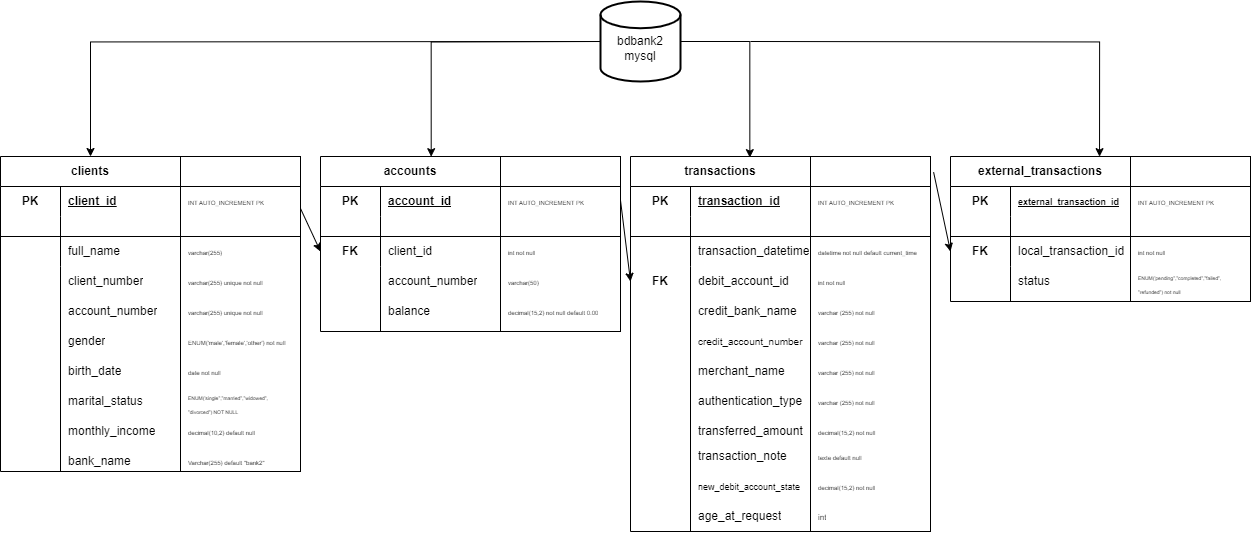 bdbank2
mysql
clients
PK client_id INT AUTO_INCREMENT PK
full_name varchar(255)
client_number varchar(255) unique not null
account_number varchar(255) unique not null
gender ENUM('male','female','other') not null
birth_date date not null
marital_status ENUM('single',"married","widowed",
"divorced") NOT NULL
monthly_income decimal(10,2) default null
bank_name Varchar(255) default "bank2"
accounts
PK account_id INT AUTO_INCREMENT PK
FK client_id int not null
account_number varchar(50)
balance decimal(15,2) not null default 0.00
transactions
PK transaction_id INT AUTO_INCREMENT PK
transaction_datetime datetime not null default current_time
FK debit_account_id int not null
credit_bank_name varchar (255) not null
credit_account_number varchar (255) not null
merchant_name varchar (255) not null
authentication_type varchar (255) not null
transferred_amount decimal(15,2) not null
transaction_note texte default null
new_debit_account_state decimal(15,2) not null
age_at_request int
external_transactions
PK external_transaction_id INT AUTO_INCREMENT PK
FK local_transaction_id int not null
status ENUM('pending',"completed","failed",
"refunded") not null